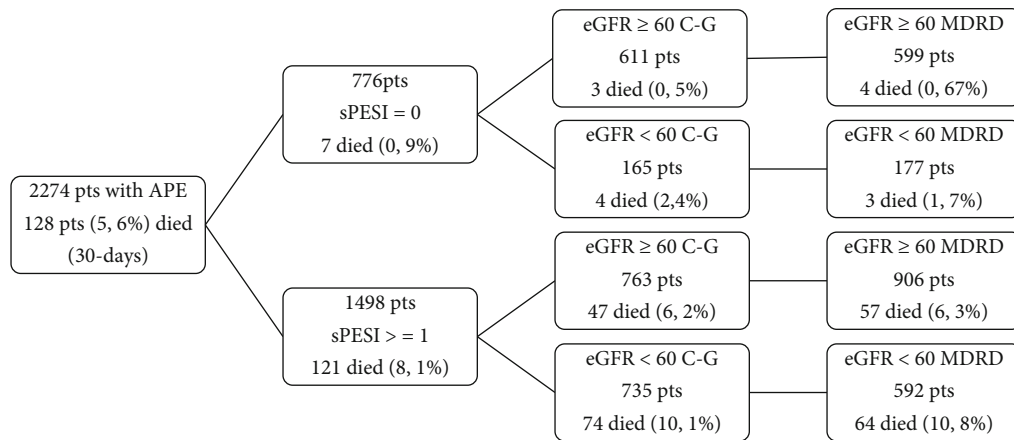 2274 pts with APE
128 pts (5, 6%) died
(30-days)
776pts
sPESI = 0
7 died (0, 9%)
1498 pts
sPESI > = 1
121 died (8, 1%)
eGFR ≥ 60 C-G
611 pts
3 died (0, 5%)
eGFR < 60 C-G
165 pts
4 died (2,4%)
eGFR ≥ 60 C-G
763 pts
47 died (6, 2%)
eGFR < 60 C-G
735 pts
74 died (10, 1%)
eGFR ≥ 60 MDRD
599 pts
4 died (0, 67%)
eGFR < 60 MDRD
177 pts
3 died (1, 7%)
eGFR ≥ 60 MDRD
906 pts
57 died (6, 3%)
eGFR < 60 MDRD
592 pts
64 died (10, 8%)